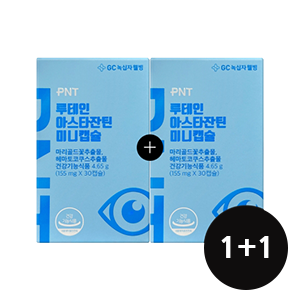 GC녹십자웰빙
PNT
루테인
아스타잔틴
미니캡슐
마리골드꽃추출물,
헤마토코쿠스추출물
건강기능식품 4.65 g
(155 mg X 30캡슐)
GC녹십자웰빙
PNT
루테인
아스타잔틴
미니캡슐
마리골드꽃추출물,
헤마토코쿠스추출물
건강기능식품 4.65 g
(155 mg X 30캡슐)
+
1+1